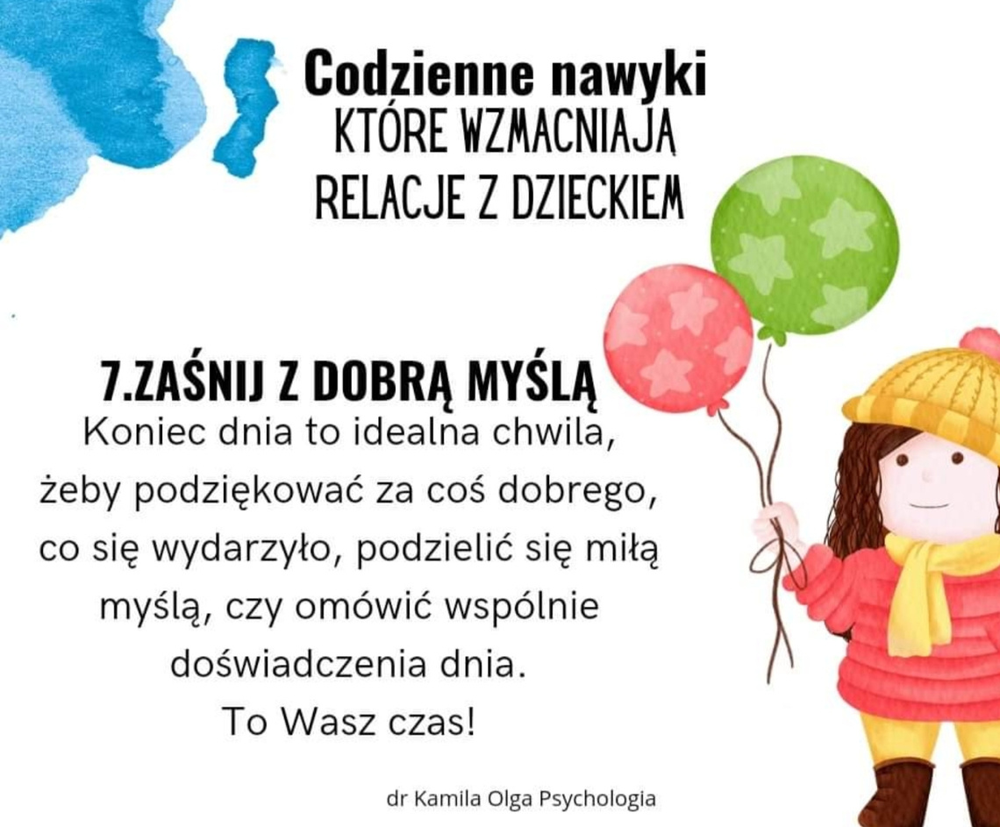 Codzienne nawyki
KTÓRE WZMACNIAJĄ
RELACJE Z DZIECKIEM
7.ZAŚNIJ Z DOBRĄ MYŚLĄ
Koniec dnia to idealna chwila,
żeby podziękować za coś dobrego,
co się wydarzyło, podzielić się miłą
myślą, czy omówić wspólnie
doświadczenia dnia.
To Wasz czas!
dr Kamila Olga Psychologia